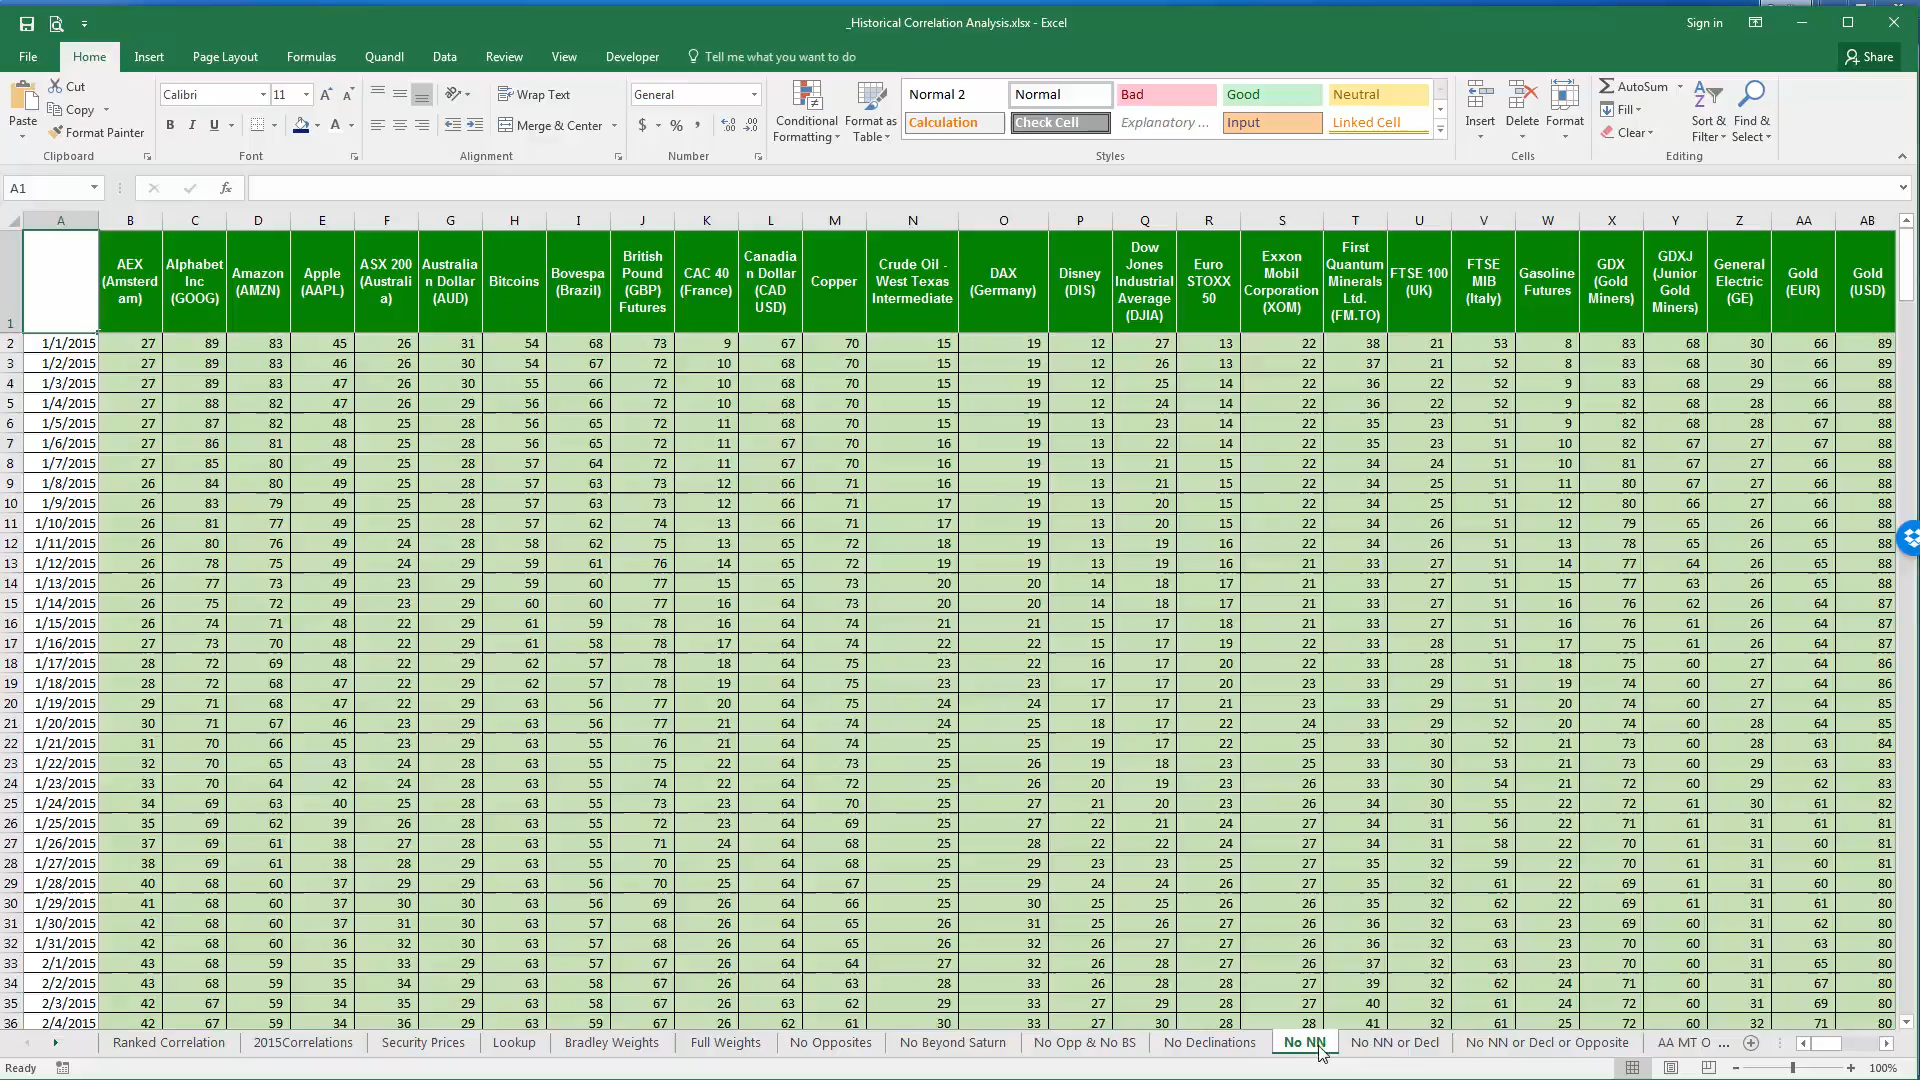 _Historical Correlation Analysis.xlsx - Excel
Sign in
File Home Insert Page Layout Formulas Quandl Data Review View Developer Tell me what you want to do Share
Paste Cut Copy Format Painter Clipboard
Calibri 11 A A B I U A Font
Wrap Text Merge & Center Alignment
General $ % , Number
Conditional Formatting Format as Table
Normal 2 Normal Bad Good Neutral
Calculation Check Cell Explanatory ... Input Linked Cell
Styles
Insert Delete Format Cells
AutoSum Fill Clear Sort & Filter Find & Select Editing
A1 fx
A B C D E F G H I J K L M N O P Q R S T U V W X Y Z AA AB
1 AEX (Amsterdam) Alphabet Inc (GOOG) Amazon (AMZN) Apple (AAPL) ASX 200 (Australia) Australian Dollar (AUD) Bitcoins Bovespa (Brazil) British Pound (GBP) Futures CAC 40 (France) Canadian Dollar (CAD USD) Copper Crude Oil - West Texas Intermediate DAX (Germany) Disney (DIS) Dow Jones Industrial Average (DJIA) Euro STOXX 50 Exxon Mobil Corporation (XOM) First Quantum Minerals Ltd. (FM.TO) FTSE 100 (UK) FTSE MIB (Italy) Gasoline Futures GDX (Gold Miners) GDXJ (Junior Gold Miners) General Electric (GE) Gold (EUR) Gold (USD)
2 1/1/2015 27 89 83 45 26 31 54 68 73 9 67 70 15 19 12 27 13 22 38 21 53 8 83 68 30 66 89
3 1/2/2015 27 89 83 46 26 30 54 67 72 10 68 70 15 19 12 26 13 22 37 21 52 8 83 68 30 66 89
4 1/3/2015 27 89 83 47 26 30 55 66 72 10 68 70 15 19 12 25 14 22 36 22 52 9 83 68 29 66 88
5 1/4/2015 27 88 82 47 26 29 56 66 72 10 68 70 15 19 12 24 14 22 36 22 52 9 82 68 28 66 88
6 1/5/2015 27 87 82 48 25 28 56 65 72 11 68 70 15 19 13 23 14 22 35 23 51 9 82 68 28 67 88
7 1/6/2015 27 86 81 48 25 28 56 65 72 11 67 70 16 19 13 22 14 22 35 23 51 10 82 67 27 67 88
8 1/7/2015 27 85 80 49 25 28 57 64 72 11 67 70 16 19 13 21 15 22 34 24 51 10 81 67 27 66 88
9 1/8/2015 26 84 80 49 25 28 57 63 73 12 66 71 16 19 13 21 15 22 34 25 51 11 80 67 27 66 88
10 1/9/2015 26 83 79 49 25 28 57 63 73 12 66 71 17 19 13 20 15 22 34 25 51 12 80 66 27 66 88
11 1/10/2015 26 81 77 49 25 28 57 62 74 13 66 71 17 19 13 20 15 22 34 26 51 12 79 65 26 66 88
12 1/11/2015 26 80 76 49 24 28 58 62 75 13 65 72 18 19 13 19 16 22 34 26 51 13 78 65 26 65 88
13 1/12/2015 26 78 75 49 24 29 59 61 76 14 65 72 19 19 13 19 16 21 33 27 51 14 77 64 26 65 88
14 1/13/2015 26 77 73 49 24 29 59 60 77 15 65 73 20 20 14 18 17 21 33 27 51 15 77 63 26 65 88
15 1/14/2015 26 75 72 49 23 29 60 60 77 16 64 73 20 20 14 18 17 21 33 27 51 16 76 62 26 64 87
16 1/15/2015 26 74 71 48 22 29 61 59 78 16 64 74 21 21 15 17 18 21 33 27 51 16 76 61 26 64 87
17 1/16/2015 27 73 70 48 22 29 61 58 78 17 64 74 22 22 15 17 19 22 33 28 51 17 75 61 26 64 87
18 1/17/2015 28 72 69 48 22 29 62 57 78 18 64 75 23 22 16 17 20 22 33 28 51 18 75 60 27 64 86
19 1/18/2015 28 72 68 47 22 29 62 57 78 19 64 75 23 23 17 17 20 23 33 29 51 19 74 60 27 64 86
20 1/19/2015 29 71 68 47 22 29 63 56 77 20 64 75 24 24 17 17 21 23 33 29 51 20 74 60 27 64 85
21 1/20/2015 30 71 67 46 23 29 63 56 77 21 64 74 24 25 18 17 22 24 33 29 52 20 74 60 28 64 85
22 1/21/2015 31 70 66 45 23 29 63 55 76 21 64 74 25 25 19 17 22 25 33 30 52 21 73 60 28 63 84
23 1/22/2015 32 70 65 43 24 28 63 55 75 22 64 73 25 26 19 18 23 25 33 30 53 21 73 60 29 63 83
24 1/23/2015 33 70 64 42 24 28 63 55 74 22 64 72 25 26 20 19 23 26 33 30 54 21 72 60 29 62 83
25 1/24/2015 34 69 63 40 25 28 63 55 73 23 64 70 25 27 21 20 23 26 34 30 55 22 72 61 30 61 82
26 1/25/2015 35 69 62 39 26 28 63 55 72 23 64 69 25 27 22 21 24 27 34 31 56 22 71 61 31 61 81
27 1/26/2015 37 69 61 38 27 28 63 55 71 24 64 68 25 28 22 22 24 27 34 31 58 22 71 61 31 60 81
28 1/27/2015 38 69 61 38 28 29 63 55 70 25 64 68 25 29 23 23 25 27 35 32 59 22 70 61 31 60 81
29 1/28/2015 40 68 60 37 29 29 63 56 70 25 64 67 25 29 24 24 26 27 35 32 61 22 69 61 31 60 80
30 1/29/2015 41 68 60 37 30 30 63 56 69 26 64 66 25 30 25 25 26 26 35 32 62 22 69 61 31 61 80
31 1/30/2015 42 68 60 37 31 30 63 57 68 26 64 65 26 31 25 26 27 26 36 32 63 23 69 60 31 62 80
32 1/31/2015 42 68 60 36 32 30 63 57 68 26 64 65 26 32 26 27 27 26 36 32 63 23 70 60 31 63 80
33 2/1/2015 43 68 59 35 33 29 63 57 67 26 64 64 27 32 26 28 27 26 37 32 63 23 70 60 31 65 80
34 2/2/2015 43 68 59 35 34 29 63 58 67 26 64 63 28 33 26 29 28 27 39 32 62 24 71 60 31 67 80
35 2/3/2015 42 67 59 34 35 29 63 58 67 26 63 62 29 33 27 29 28 27 40 32 61 24 72 60 31 69 80
36 2/4/2015 42 67 59 34 36 29 63 59 67 26 62 61 30 33 27 30 28 28 41 32 61 25 72 60 32 71 80
Ranked Correlation 2015Correlations Security Prices Lookup Bradley Weights Full Weights No Opposites No Beyond Saturn No Opp & No BS No Declinations No NN No NN or Decl No NN or Decl or Opposite AA MT O ...
Ready 100%